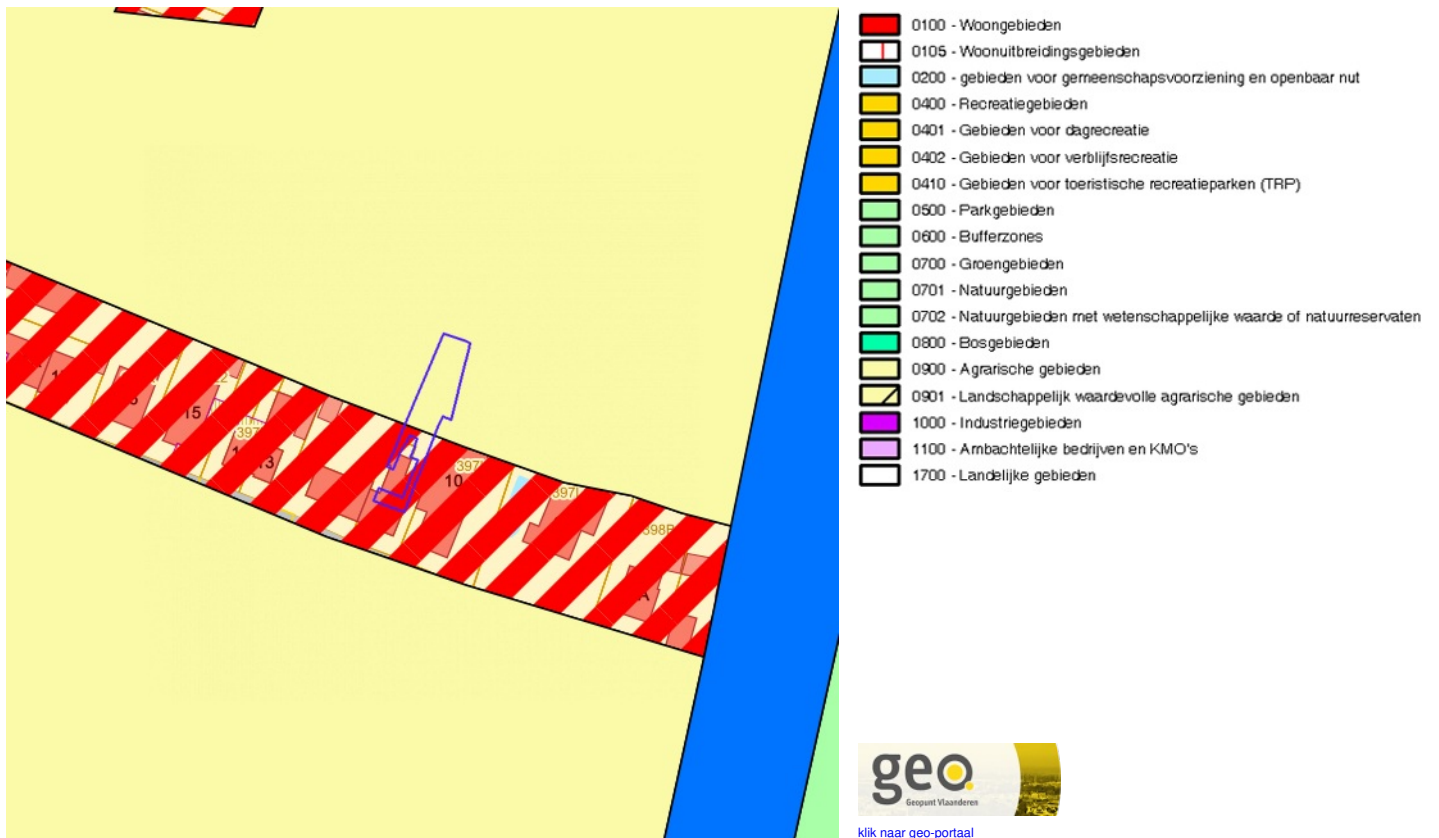 0100 - Woongebieden
0105 - Woonuitbreidingsgebieden
0200 - gebieden voor gemeenschapsvoorziening en openbaar nut
0400 - Recreatiegebieden
0401 - Gebieden voor dagrecreatie
0402 - Gebieden voor verblijfsrecreatie
0410 - Gebieden voor toeristische recreatieparken (TRP)
0500 - Parkgebieden
0600 - Bufferzones
0700 - Groengebieden
0701 - Natuurgebieden
0702 - Natuurgebieden met wetenschappelijke waarde of natuurreservaten
0800 - Bosgebieden
0900 - Agrarische gebieden
0901 - Landschappelijk waardevolle agrarische gebieden
1000 - Industriegebieden
1100 - Ambachtelijke bedrijven en KMO's
1700 - Landelijke gebieden
15
10
geo
Geopunt Vlaanderen
klik naar geo-portaal